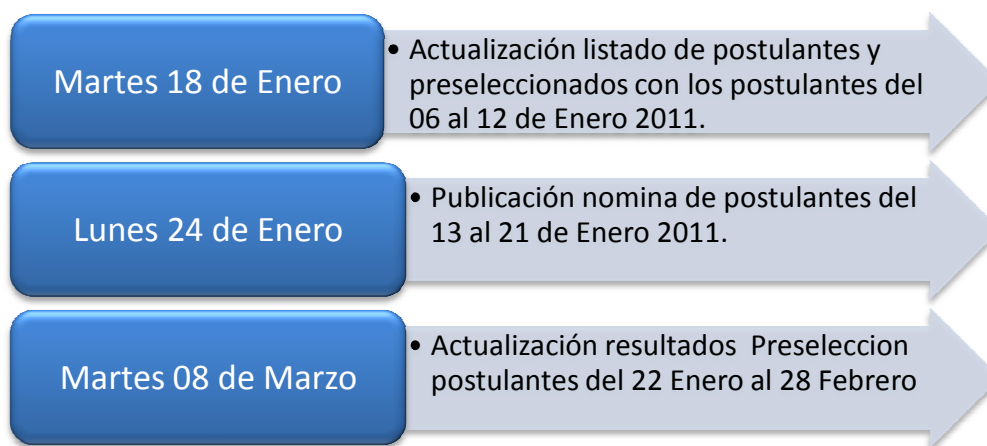 Martes 18 de Enero
• Actualización listado de postulantes y
preseleccionados con los postulantes del
06 al 12 de Enero 2011.
Lunes 24 de Enero
• Publicación nomina de postulantes del
13 al 21 de Enero 2011.
Martes 08 de Marzo
• Actualización resultados Preseleccion
postulantes del 22 Enero al 28 Febrero